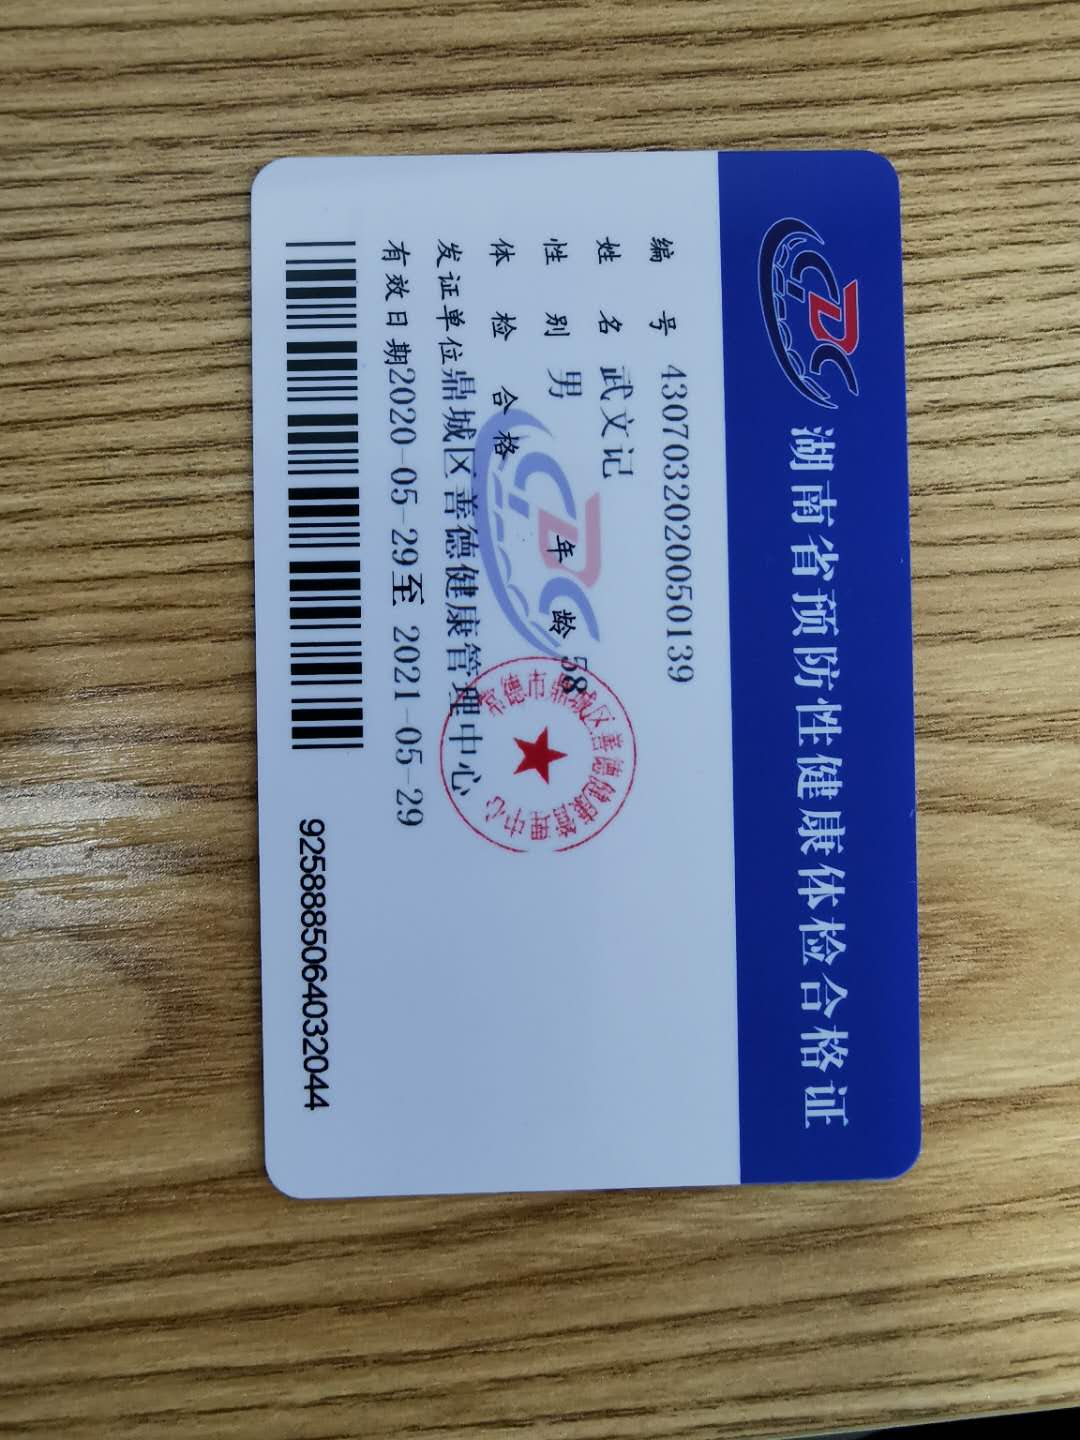 CDC 湖南省预防性健康体检合格证
编 号 4307032020050139
姓 名 武文记
性 别 男 年 龄 58
体 检 合格
发证单位鼎城区善德健康管理中心
有效日期2020-05-29至 2021-05-29
9258885064032044
CDC
常德市鼎城区善德健康管理中心